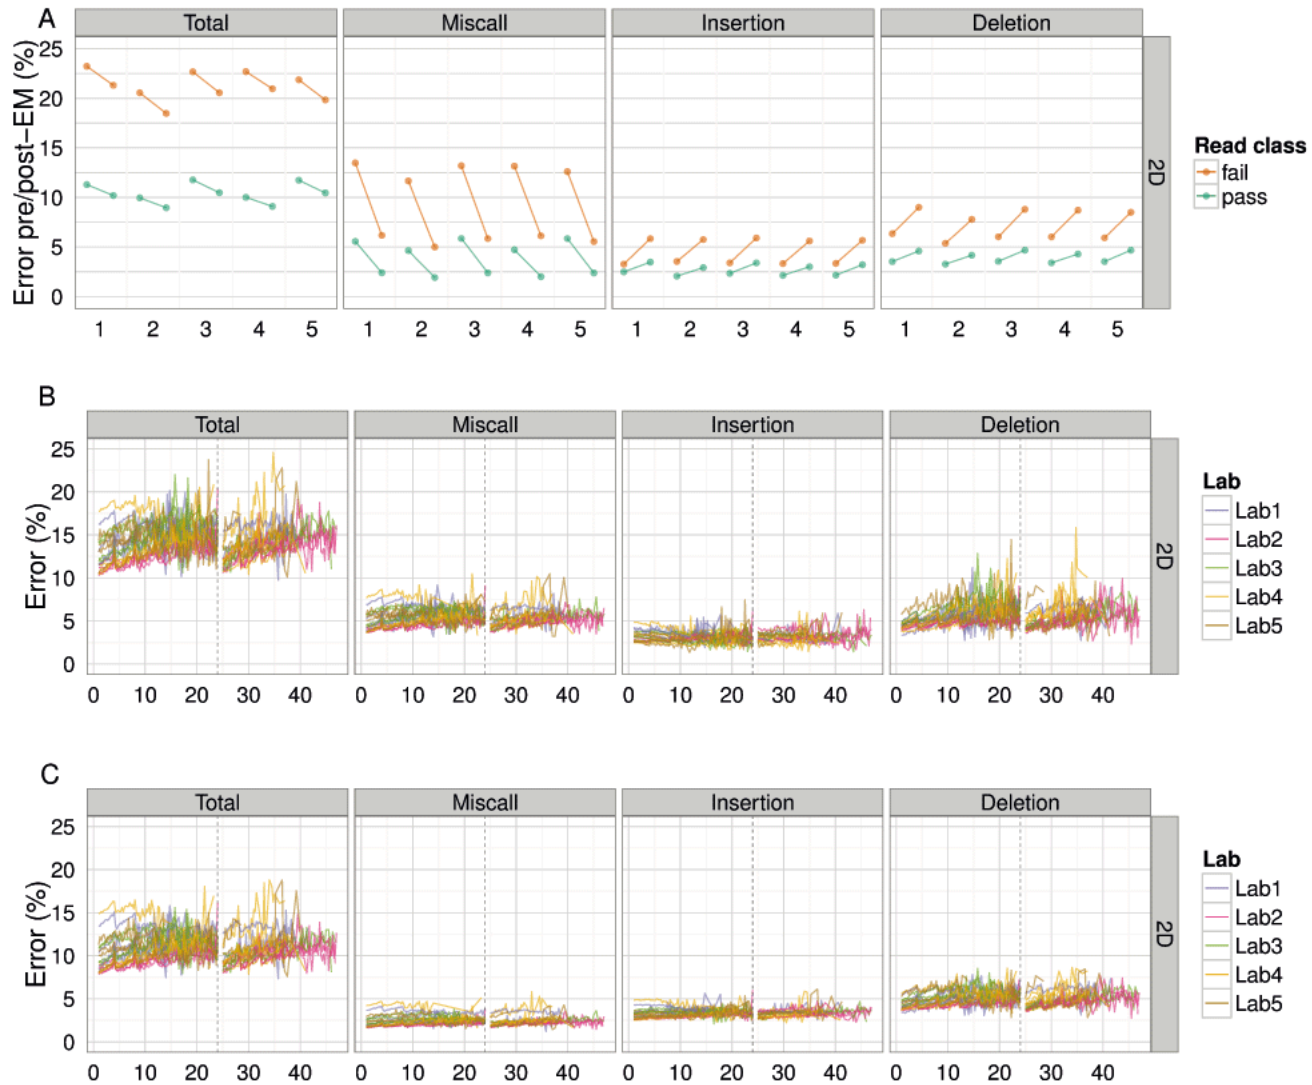 A
Total Miscall Insertion Deletion
Error pre/post−EM (%)
25
20
15
10
5
0
1 2 3 4 5 1 2 3 4 5 1 2 3 4 5 1 2 3 4 5
2D
Read class
fail
pass
B
Total Miscall Insertion Deletion
Error (%)
25
20
15
10
5
0
0 10 20 30 40 0 10 20 30 40 0 10 20 30 40 0 10 20 30 40
2D
Lab
Lab1
Lab2
Lab3
Lab4
Lab5
C
Total Miscall Insertion Deletion
Error (%)
25
20
15
10
5
0
0 10 20 30 40 0 10 20 30 40 0 10 20 30 40 0 10 20 30 40
2D
Lab
Lab1
Lab2
Lab3
Lab4
Lab5